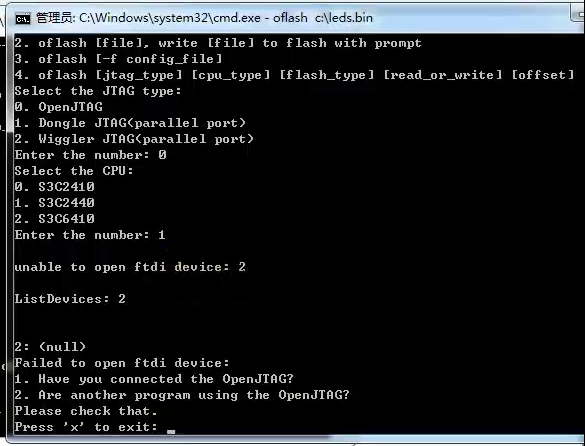 管理员: C:\Windows\system32\cmd.exe - oflash  c:\leds.bin
2. oflash [file], write [file] to flash with prompt
3. oflash [-f config_file]
4. oflash [jtag_type] [cpu_type] [flash_type] [read_or_write] [offset]
Select the JTAG type:
0. OpenJTAG
1. Dongle JTAG(parallel port)
2. Wiggler JTAG(parallel port)
Enter the number: 0
Select the CPU:
0. S3C2410
1. S3C2440
2. S3C6410
Enter the number: 1
unable to open ftdi device: 2
ListDevices: 2
2: (null)
Failed to open ftdi device:
1. Have you connected the OpenJTAG?
2. Are another program using the OpenJTAG?
Please check that.
Press 'x' to exit: _